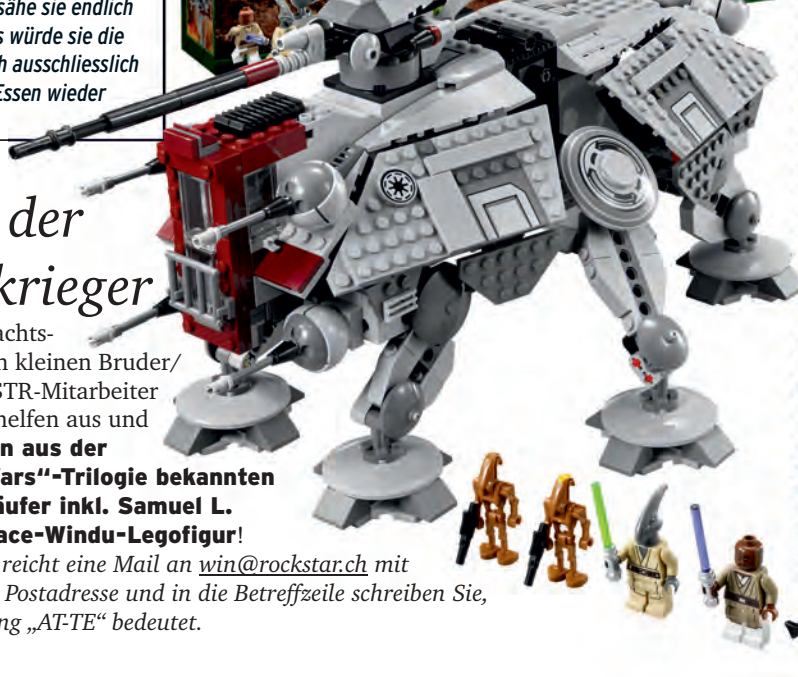 sähe sie endlich
s würde sie die
h ausschliesslich
Essen wieder
der
krieger
achts-
n kleinen Bruder/
STR-Mitarbeiter
helfen aus und
n aus der
ars“-Trilogie bekannten
äufer inkl. Samuel L.
ace-Windu-Legofigur!
reicht eine Mail an win@rockstar.ch mit
Postadresse und in die Betreffzeile schreiben Sie,
ng „AT-TE“ bedeutet.